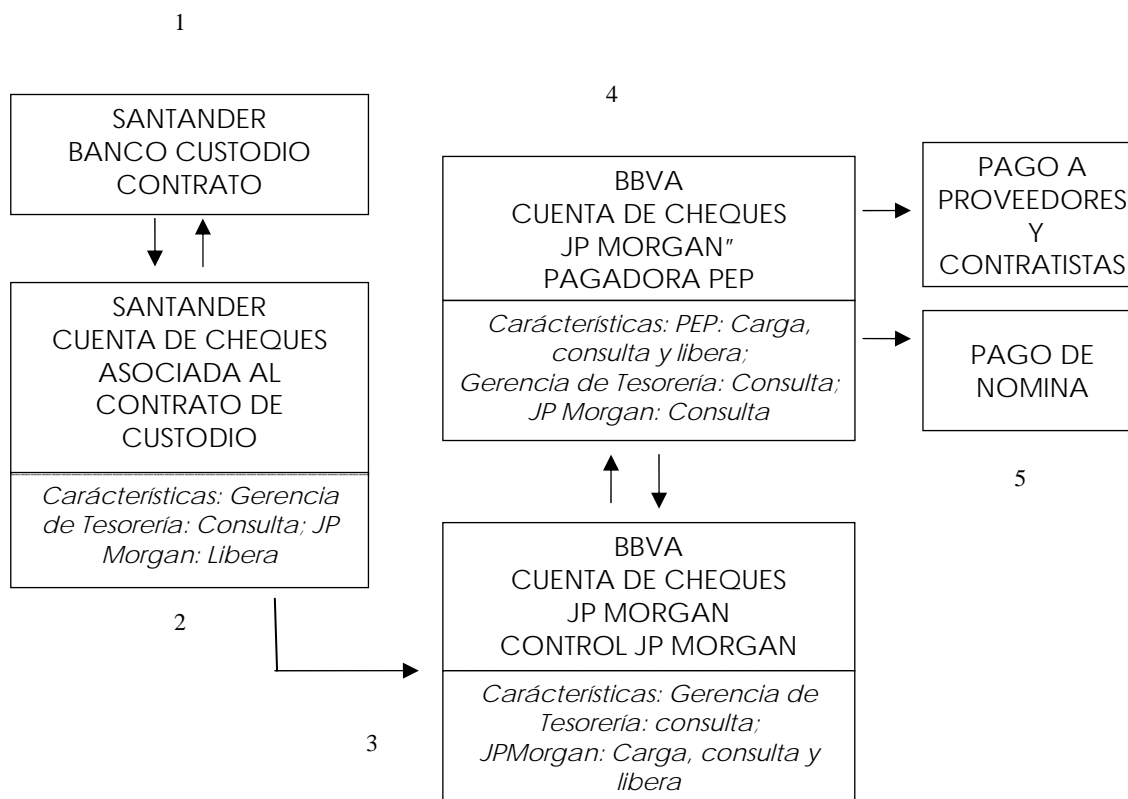 1
SANTANDER
BANCO CUSTODIO
CONTRATO
SANTANDER
CUENTA DE CHEQUES
ASOCIADA AL
CONTRATO DE
CUSTODIO
Carácterísticas: Gerencia
de Tesorería: Consulta; JP
Morgan: Libera
2
3
4
BBVA
CUENTA DE CHEQUES
JP MORGAN”
PAGADORA PEP
Carácterísticas: PEP: Carga,
consulta y libera;
Gerencia de Tesorería: Consulta;
JP Morgan: Consulta
BBVA
CUENTA DE CHEQUES
JP MORGAN
CONTROL JP MORGAN
Carácterísticas: Gerencia de
Tesorería: consulta;
JPMorgan: Carga, consulta y
libera
PAGO A
PROVEEDORES
Y
CONTRATISTAS
PAGO DE
NOMINA
5